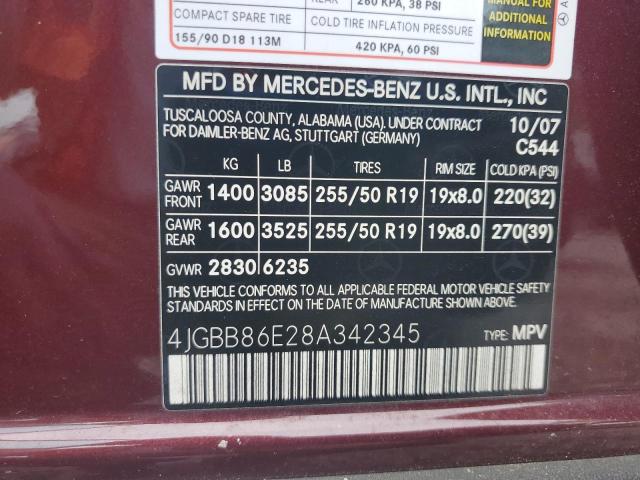 REAR 260 KPA, 38 PSI
COMPACT SPARE TIRE COLD TIRE INFLATION PRESSURE
155/90 D18 113M 420 KPA, 60 PSI
MANUAL FOR
ADDITIONAL
INFORMATION
MFD BY MERCEDES-BENZ U.S. INTL., INC
TUSCALOOSA COUNTY, ALABAMA (USA). UNDER CONTRACT 10/07
FOR DAIMLER-BENZ AG, STUTTGART (GERMANY) C544
KG LB TIRES RIM SIZE COLD KPA (PSI)
GAWR
FRONT 1400 3085 255/50 R19 19x8.0 220(32)
GAWR
REAR 1600 3525 255/50 R19 19x8.0 270(39)
GVWR 2830 6235
THIS VEHICLE CONFORMS TO ALL APPLICABLE FEDERAL MOTOR VEHICLE SAFETY
STANDARDS IN EFFECT ON THE DATE OF MANUFACTURE SHOWN ABOVE.
4JGBB86E28A342345 TYPE: MPV